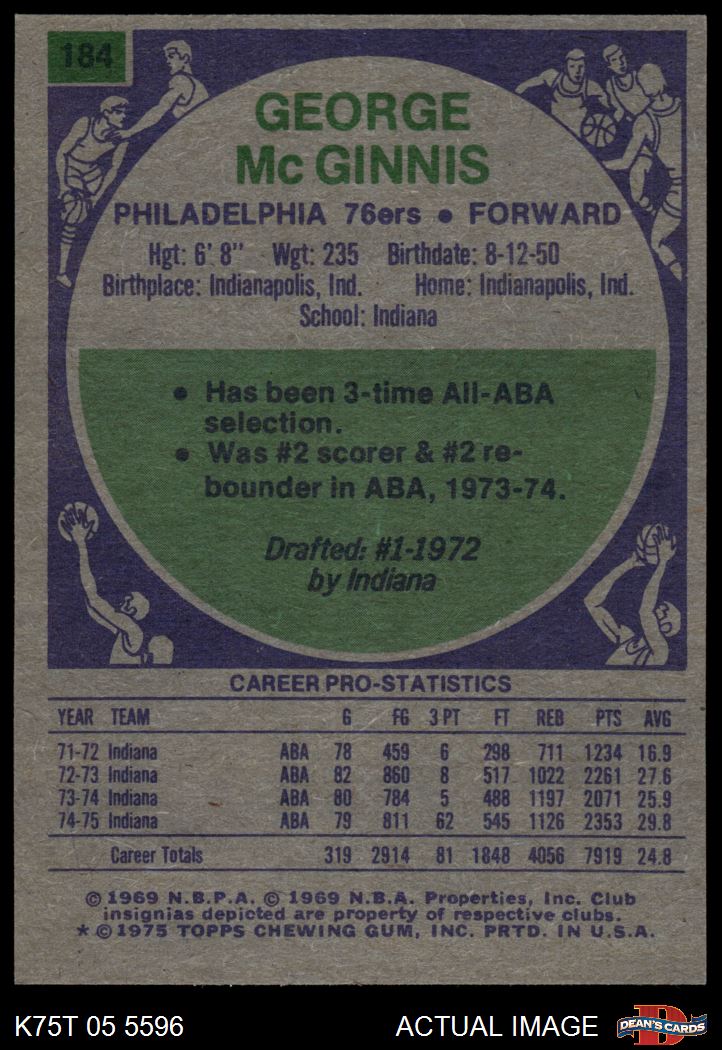 184
GEORGE
Mc GINNIS
PHILADELPHIA 76ers • FORWARD
Hgt: 6' 8" Wgt: 235 Birthdate: 8-12-50
Birthplace: Indianapolis, Ind. Home: Indianapolis, Ind.
School: Indiana
• Has been 3-time All-ABA
selection.
• Was #2 scorer & #2 re-
bounder in ABA, 1973-74.
Drafted: #1-1972
by Indiana
CAREER PRO-STATISTICS
YEAR TEAM G FG 3 PT FT REB PTS AVG
71-72 Indiana ABA 78 459 6 298 711 1234 16.9
72-73 Indiana ABA 82 860 8 517 1022 2261 27.6
73-74 Indiana ABA 80 784 5 488 1197 2071 25.9
74-75 Indiana ABA 79 811 62 545 1126 2353 29.8
Career Totals 319 2914 81 1848 4056 7919 24.8
© 1969 N.B.P.A. © 1969 N.B.A. Properties, Inc. Club
insignias depicted are property of respective clubs.
* © 1975 TOPPS CHEWING GUM, INC. PRTD. IN U.S.A.
K75T 05 5596 ACTUAL IMAGE D DEAN'S CARDS